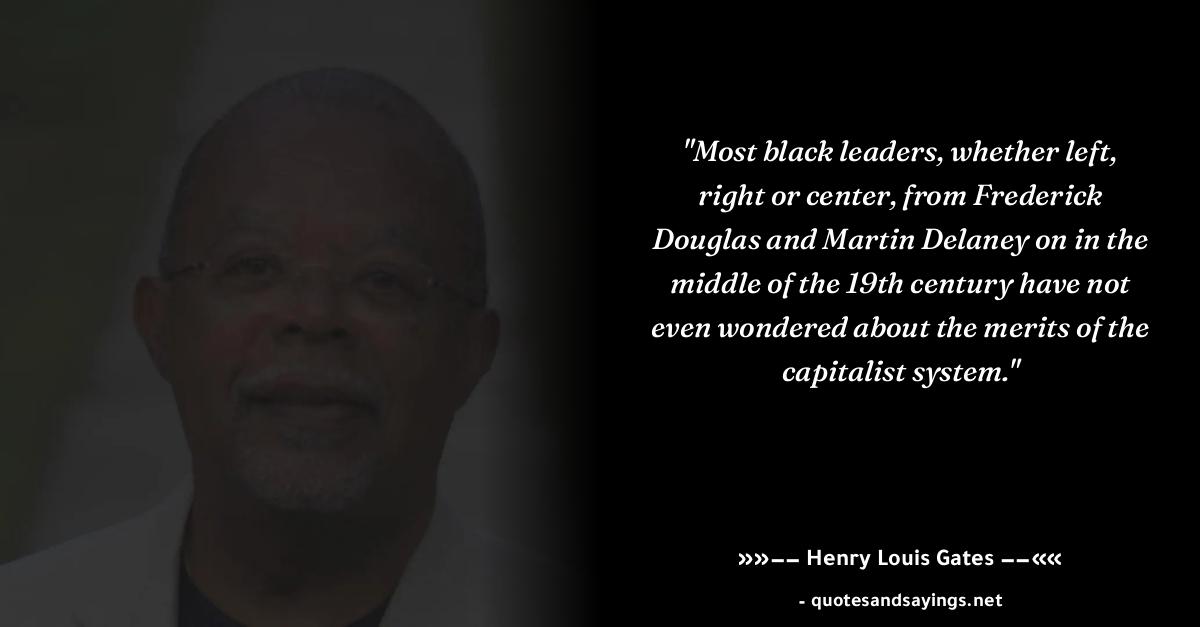 "Most black leaders, whether left,
right or center, from Frederick
Douglas and Martin Delaney on in the
middle of the 19th century have not
even wondered about the merits of the
capitalist system."
»»–– Henry Louis Gates ––««
- quotesandsayings.net